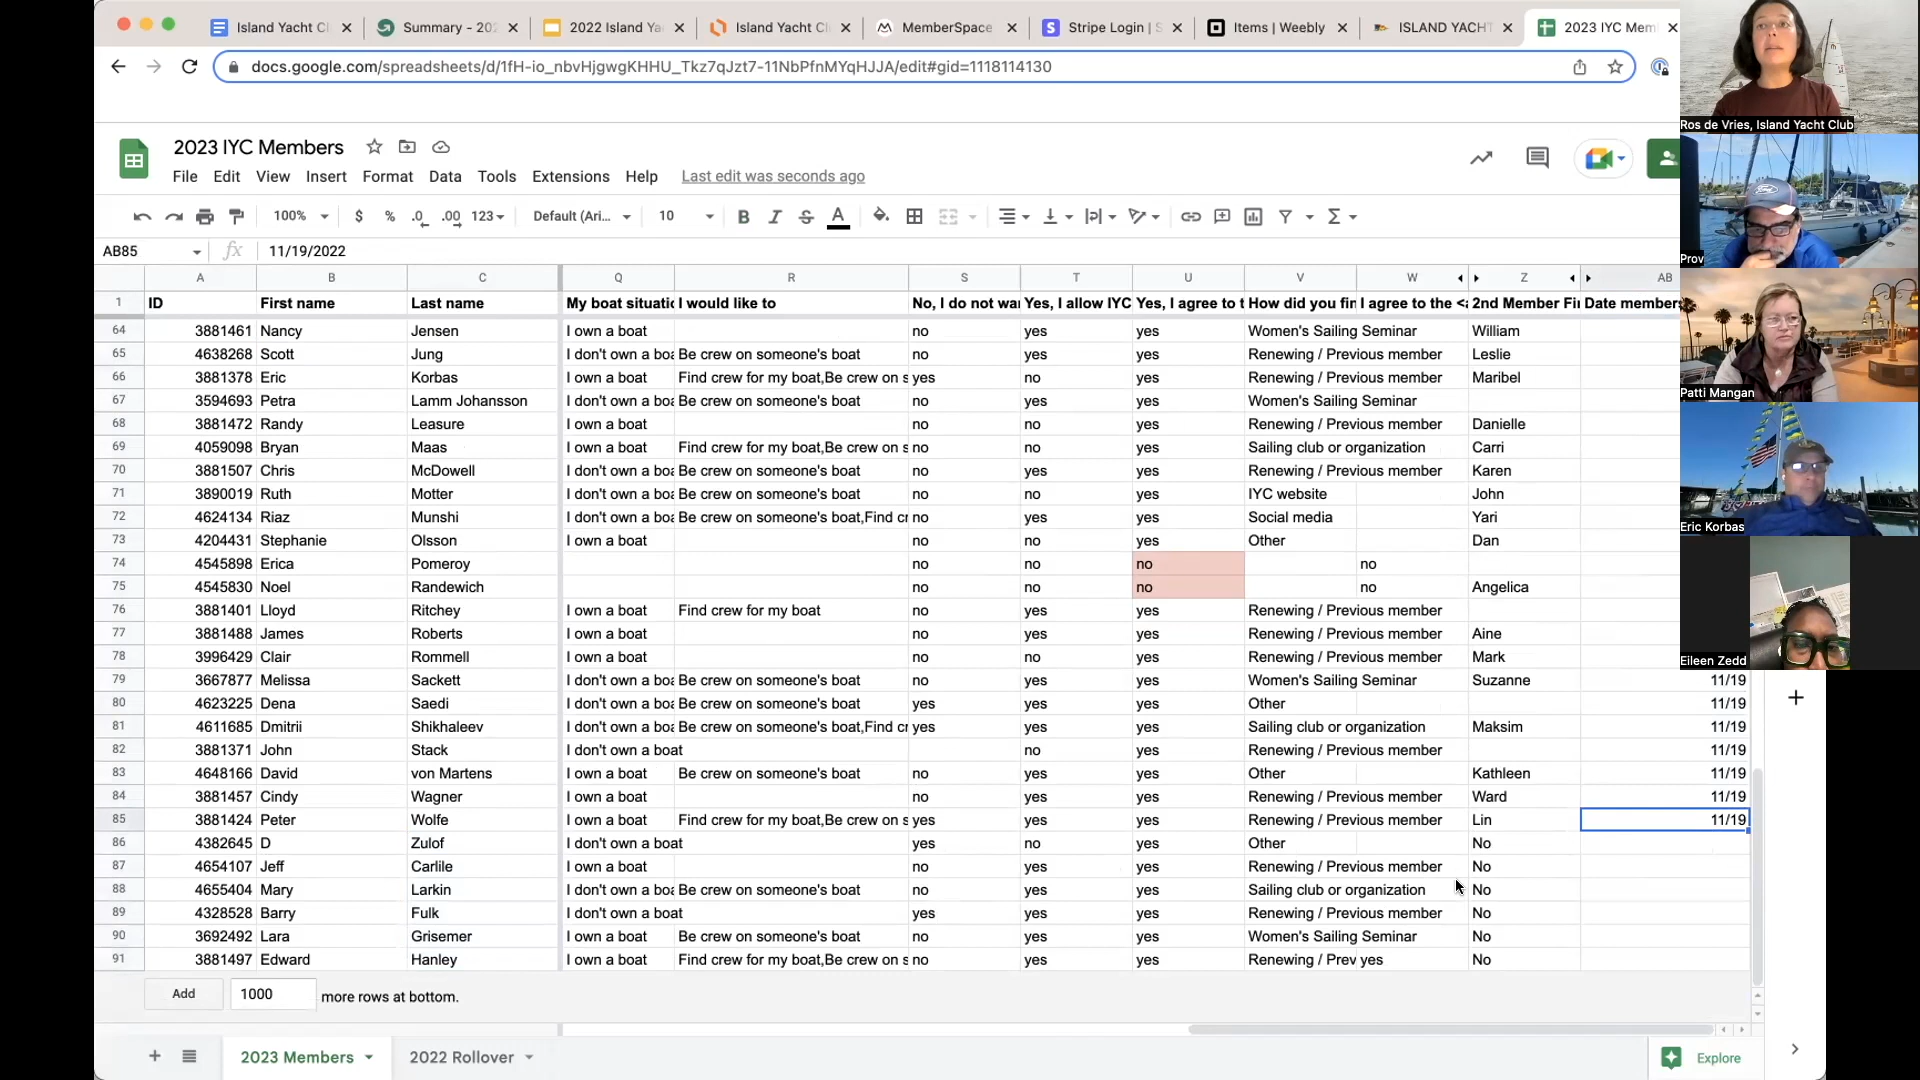 Island Yacht Cl
Summary - 202
2022 Island Ya
Island Yacht Cl
MemberSpace
Stripe Login | S
Items | Weebly
ISLAND YACHT
2023 IYC Mem
docs.google.com/spreadsheets/d/1fH-io_nbvHjgwgKHHU_Tkz7qJzt7-11NbPfnMYqHJJA/edit#gid=1118114130
2023 IYC Members
File Edit View Insert Format Data Tools Extensions Help Last edit was seconds ago
100% $ % .0 .00 123 Default (Ari... 10 B I S A
AB85 fx 11/19/2022
A B C Q R S T U V W Z AB
1 ID First name Last name My boat situatio I would like to No, I do not wa Yes, I allow IYC Yes, I agree to t How did you fin I agree to the <a 2nd Member Fi Date members
64 3881461 Nancy Jensen I own a boat no yes yes Women's Sailing Seminar William
65 4638268 Scott Jung I don't own a boa Be crew on someone's boat no yes yes Renewing / Previous member Leslie
66 3881378 Eric Korbas I own a boat Find crew for my boat,Be crew on s yes no yes Renewing / Previous member Maribel
67 3594693 Petra Lamm Johansson I don't own a boa Be crew on someone's boat no yes yes Women's Sailing Seminar
68 3881472 Randy Leasure I own a boat no no yes Renewing / Previous member Danielle
69 4059098 Bryan Maas I own a boat Find crew for my boat,Be crew on s no no yes Sailing club or organization Carri
70 3881507 Chris McDowell I don't own a boa Be crew on someone's boat no yes yes Renewing / Previous member Karen
71 3890019 Ruth Motter I don't own a boa Be crew on someone's boat no no yes IYC website John
72 4624134 Riaz Munshi I don't own a boa Be crew on someone's boat,Find cr no yes yes Social media Yari
73 4204431 Stephanie Olsson I own a boat no no yes Other Dan
74 4545898 Erica Pomeroy no no no no
75 4545830 Noel Randewich no no no no Angelica
76 3881401 Lloyd Ritchey I own a boat Find crew for my boat no yes yes Renewing / Previous member
77 3881488 James Roberts I own a boat no yes yes Renewing / Previous member Aine
78 3996429 Clair Rommell I own a boat no no yes Renewing / Previous member Mark
79 3667877 Melissa Sackett I don't own a boa Be crew on someone's boat no yes yes Women's Sailing Seminar Suzanne 11/19
80 4623225 Dena Saedi I don't own a boa Be crew on someone's boat yes yes yes Other 11/19
81 4611685 Dmitrii Shikhaleev I don't own a boa Be crew on someone's boat,Find cr yes yes yes Sailing club or organization Maksim 11/19
82 3881371 John Stack I don't own a boat no yes Renewing / Previous member 11/19
83 4648166 David von Martens I own a boat Be crew on someone's boat no yes yes Other Kathleen 11/19
84 3881457 Cindy Wagner I own a boat no yes yes Renewing / Previous member Ward 11/19
85 3881424 Peter Wolfe I own a boat Find crew for my boat,Be crew on s yes yes yes Renewing / Previous member Lin 11/19
86 4382645 D Zulof I don't own a boat yes no yes Other No
87 4654107 Jeff Carlile I own a boat no yes yes Renewing / Previous member No
88 4655404 Mary Larkin I don't own a boa Be crew on someone's boat no yes yes Sailing club or organization No
89 4328528 Barry Fulk I don't own a boat yes yes yes Renewing / Previous member No
90 3692492 Lara Grisemer I own a boat Be crew on someone's boat no yes yes Women's Sailing Seminar No
91 3881497 Edward Hanley I own a boat Find crew for my boat,Be crew on s no yes yes Renewing / Prev yes No
Add 1000 more rows at bottom.
2023 Members 2022 Rollover Explore
Ros de Vries, Island Yacht Club
Ford
Prov
Patti Mangan
Eric Korbas
Eileen Zedd